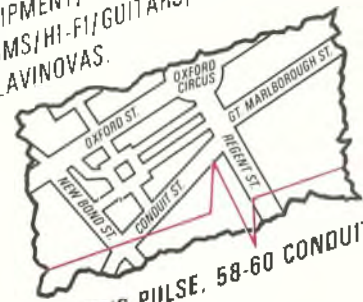 IPMENT/
MS/HI-FI/GUITARS/
LAVINOVAS.
OXFORD CIRCUS
OXFORD ST.
GT MARLBOROUGH ST.
NEW BOND ST.
CONDUIT ST.
REGENT ST.
PULSE, 58-60 CONDUIT